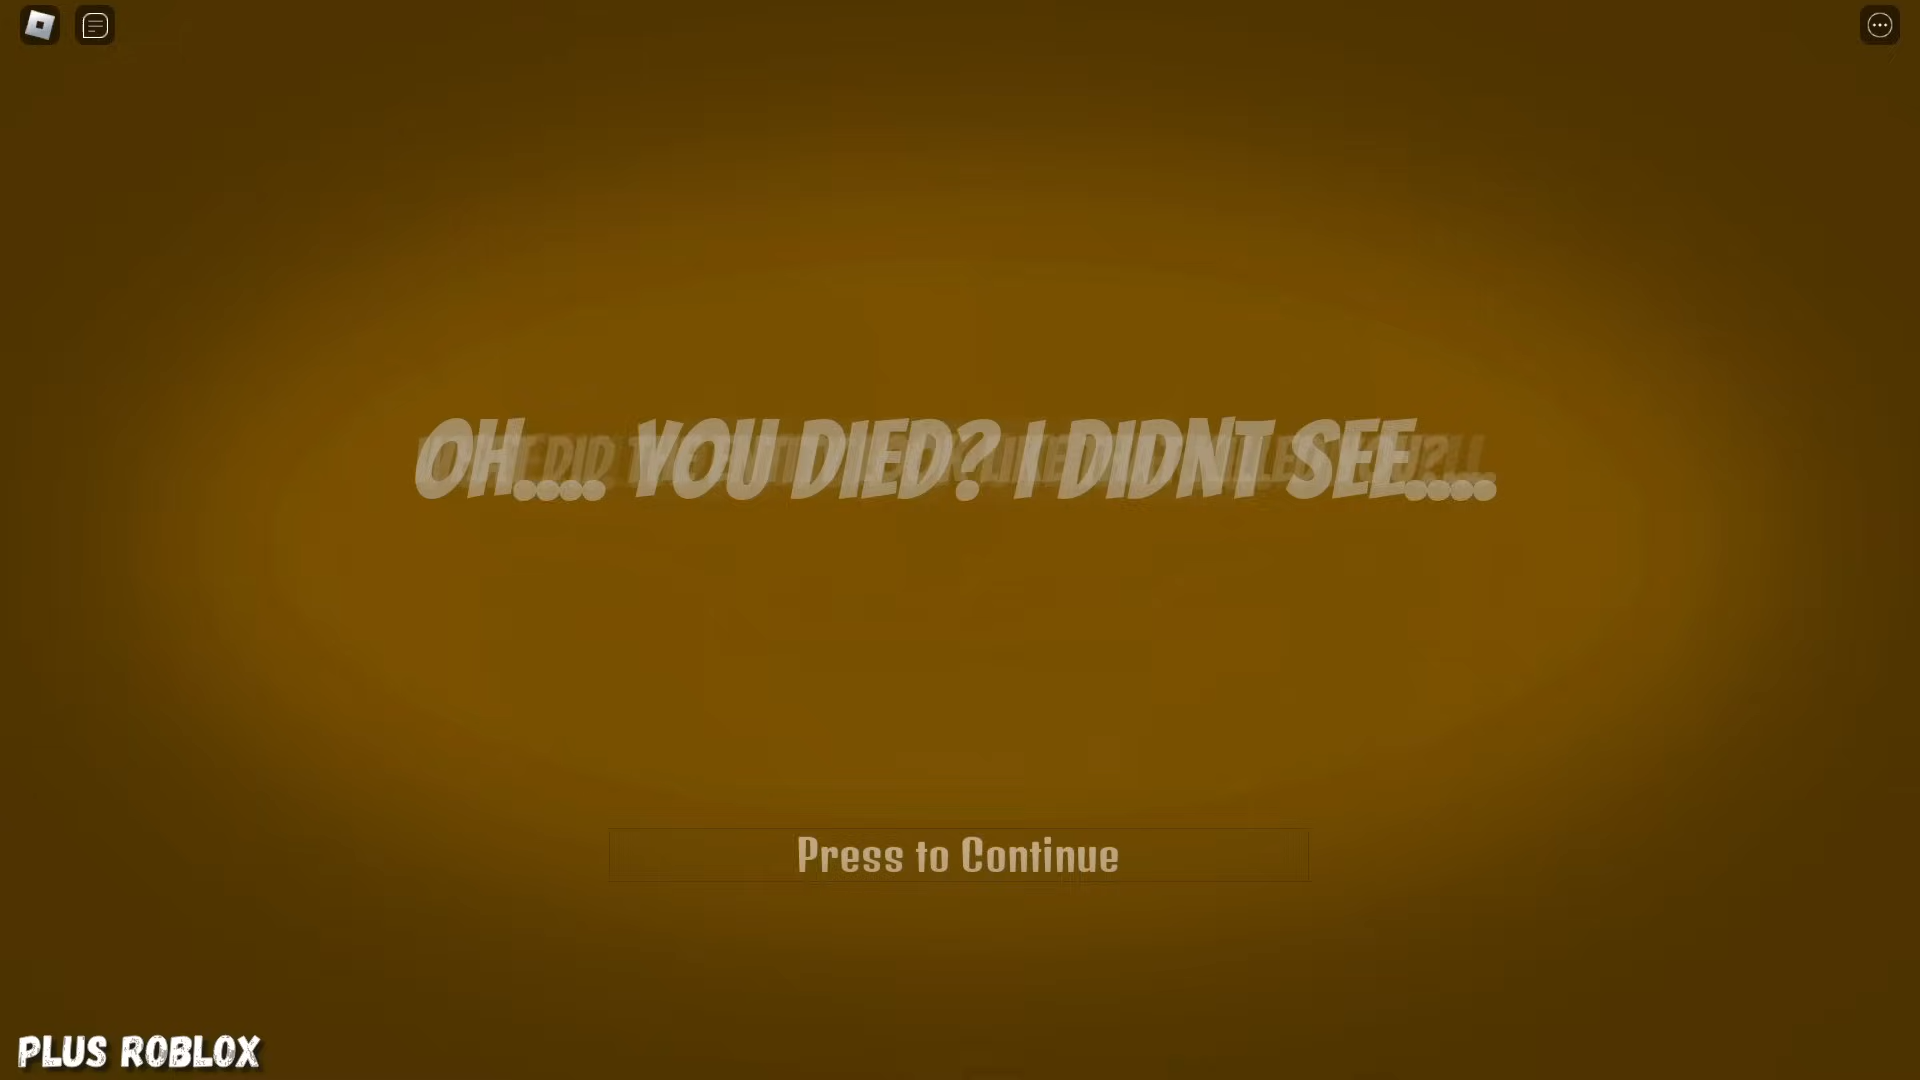 OH.... YOU DIED? I DIDNT SEE....
Press to Continue
PLUS ROBLOX